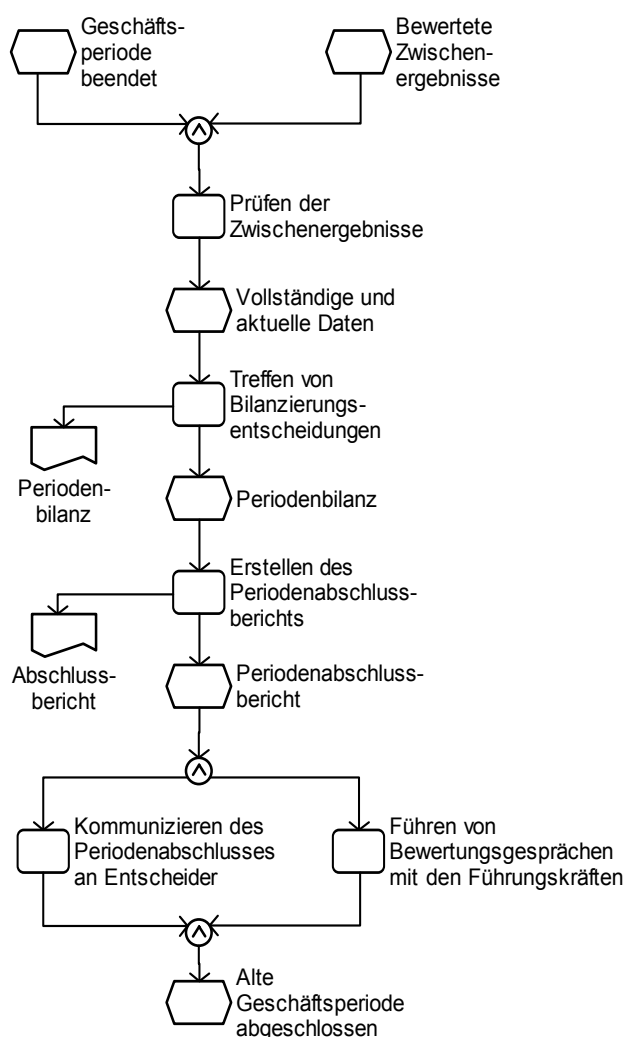 Geschäfts-
periode
beendet
Bewertete
Zwischen-
ergebnisse
Prüfen der
Zwischenergebnisse
Vollständige und
aktuelle Daten
Treffen von
Bilanzierungs-
entscheidungen
Perioden-
bilanz
Periodenbilanz
Erstellen des
Periodenabschluss-
berichts
Abschluss-
bericht
Periodenabschluss-
bericht
Kommunizieren des
Periodenabschlusses
an Entscheider
Führen von
Bewertungsgesprächen
mit den Führungskräften
Alte
Geschäftsperiode
abgeschlossen